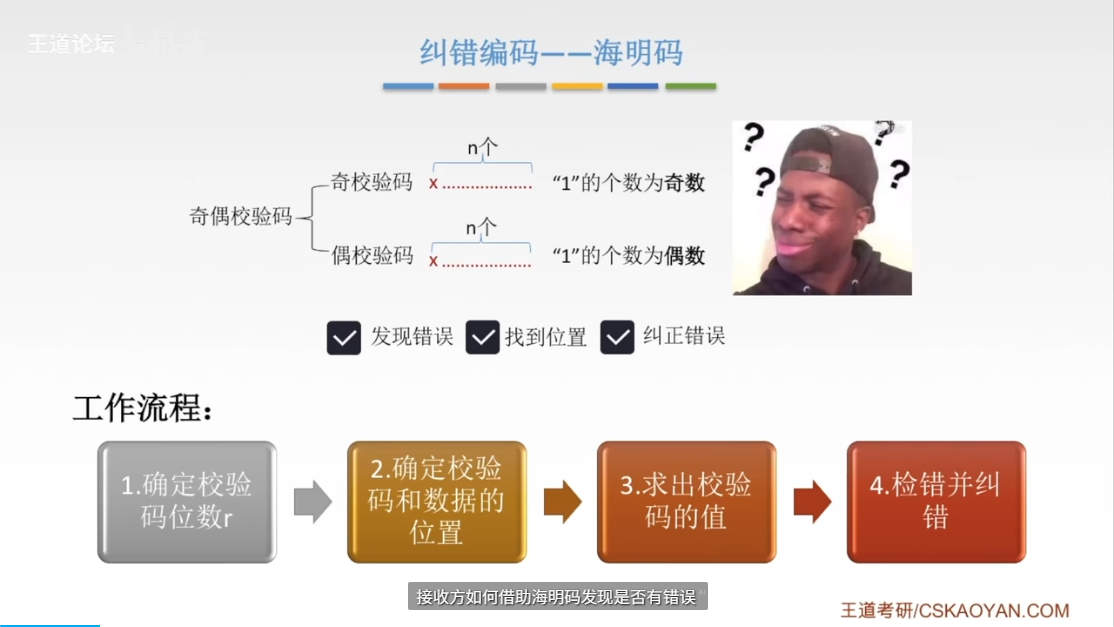 王道论坛
纠错编码——海明码
n个
奇校验码 x ................... “1”的个数为奇数
奇偶校验码
n个
偶校验码 x ................... “1”的个数为偶数
? ? ? ?
发现错误 找到位置 纠正错误
工作流程：
1.确定校验
码位数r
2.确定校验
码和数据的
位置
3.求出校验
码的值
4.检错并纠
错
接收方如何借助海明码发现是否有错误
王道考研/CSKAOYAN.COM